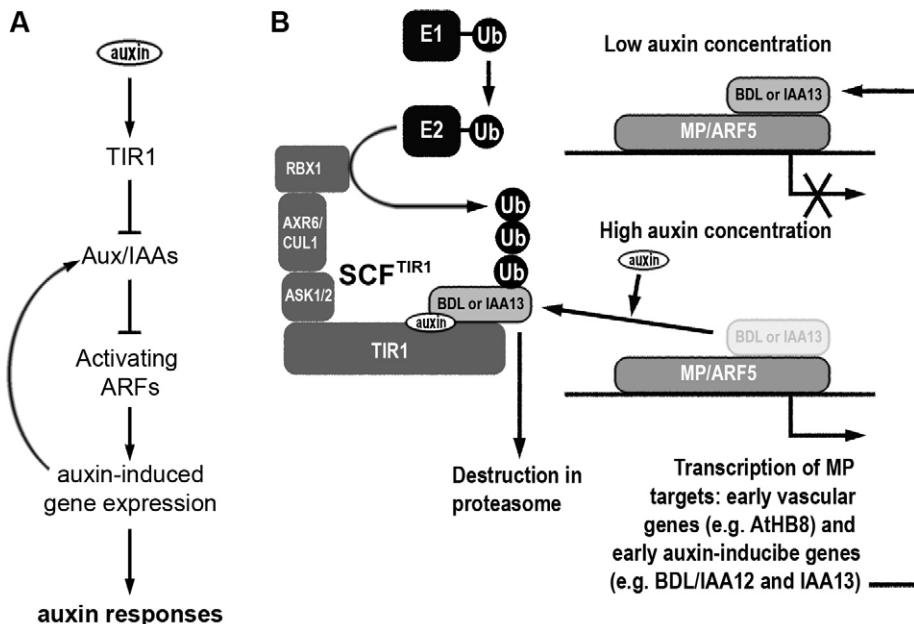 A
auxin
TIR1
Aux/IAAs
Activating
ARFs
auxin-induced
gene expression
auxin responses
B
E1
Ub
E2
Ub
RBX1
AXR6/
CUL1
ASK1/2
SCF^TIR1
Ub
Ub
Ub
BDL or IAA13
auxin
TIR1
Destruction in
proteasome
Low auxin concentration
BDL or IAA13
MP/ARF5
High auxin concentration
auxin
BDL or IAA13
MP/ARF5
Transcription of MP
targets: early vascular
genes (e.g. AtHB8) and
early auxin-inducibe genes
(e.g. BDL/IAA12 and IAA13)